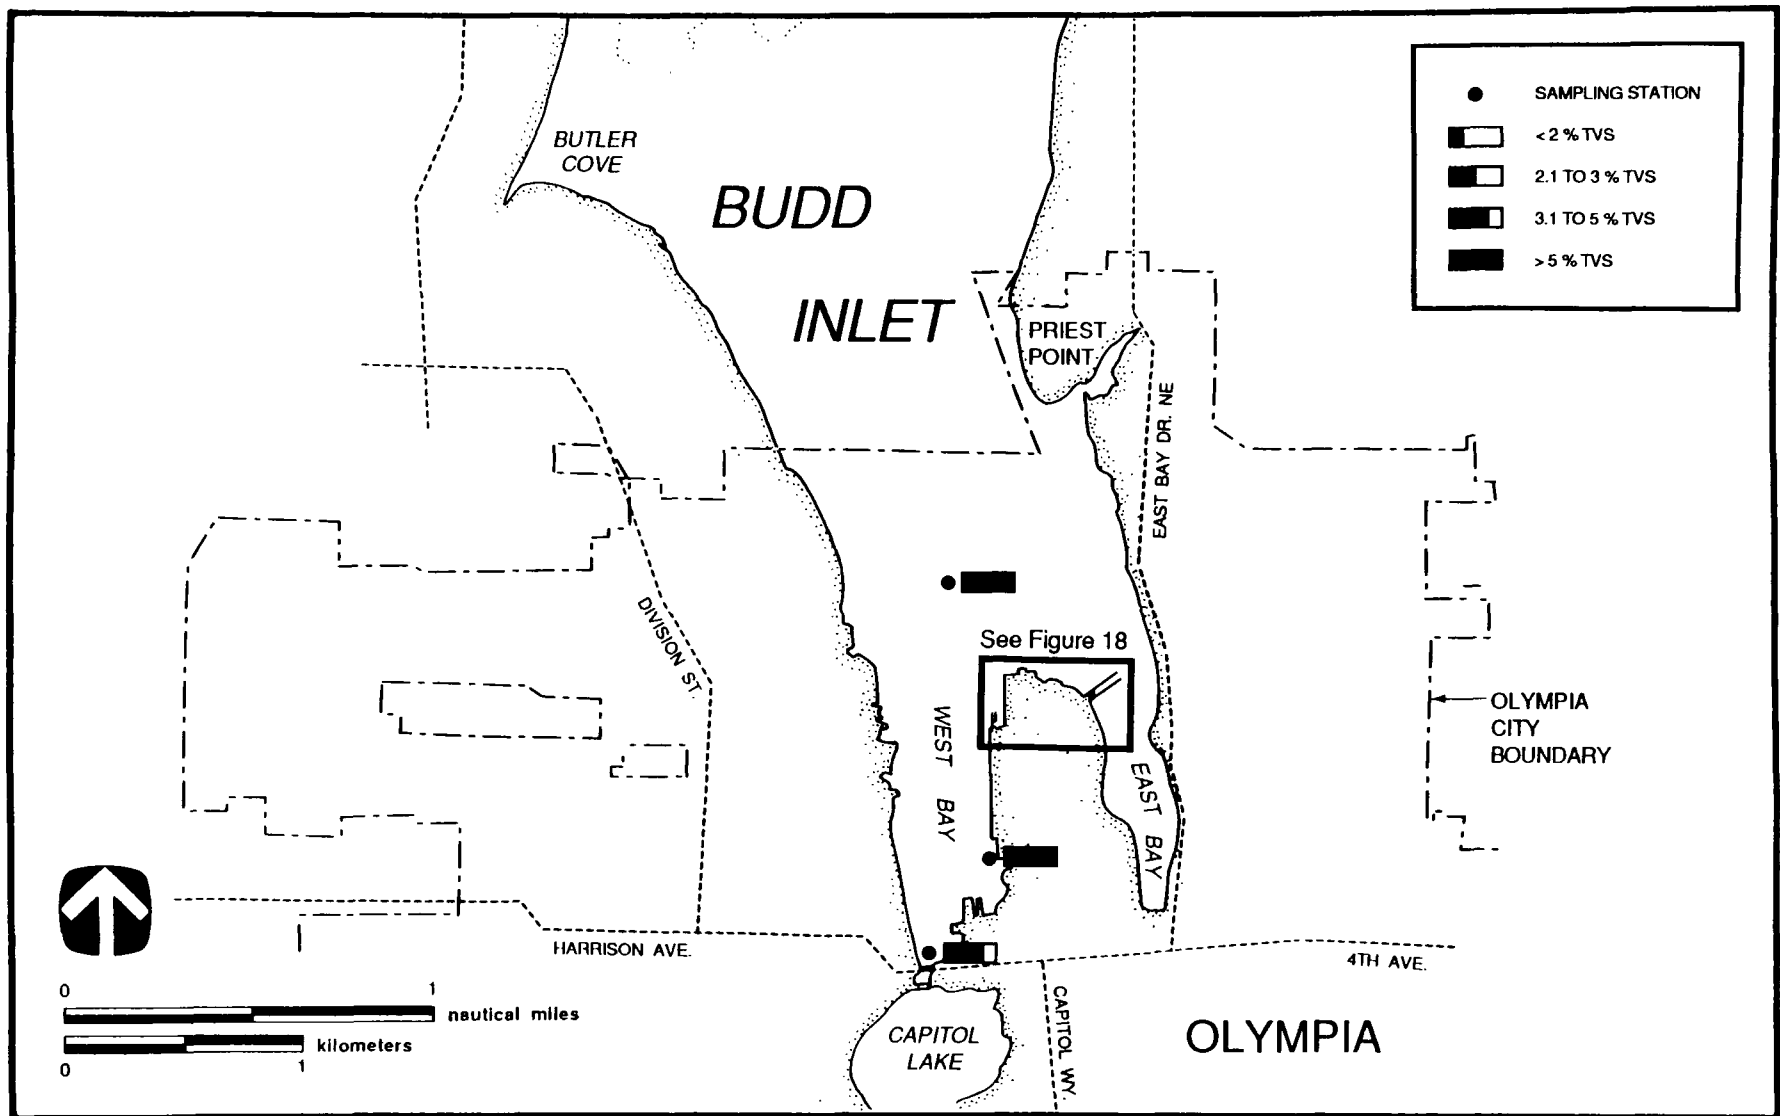 SAMPLING STATION
< 2 % TVS
2.1 TO 3 % TVS
3.1 TO 5 % TVS
> 5 % TVS
BUTLER
COVE
BUDD
INLET
PRIEST
POINT
EAST BAY DR. NE
DIVISION ST.
See Figure 18
WEST BAY
EAST BAY
OLYMPIA
CITY
BOUNDARY
HARRISON AVE.
4TH AVE.
CAPITOL WY.
CAPITOL
LAKE
OLYMPIA
0 1
nautical miles
kilometers
0 1